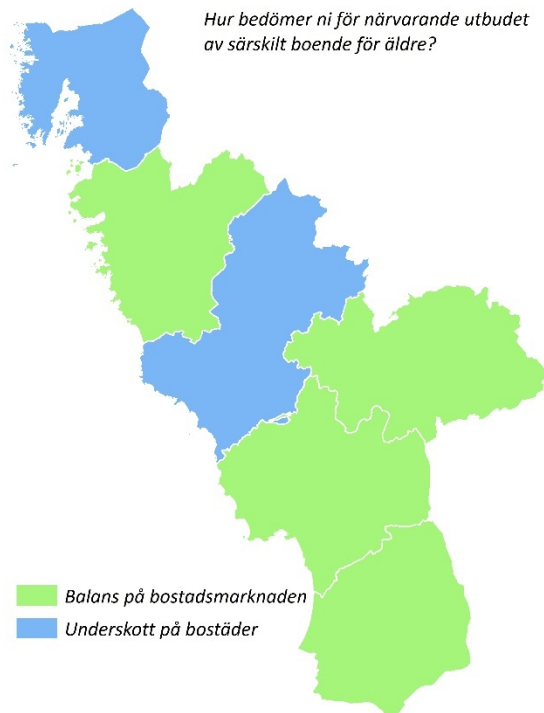 Hur bedömer ni för närvarande utbudet
av särskilt boende för äldre?
Balans på bostadsmarknaden
Underskott på bostäder